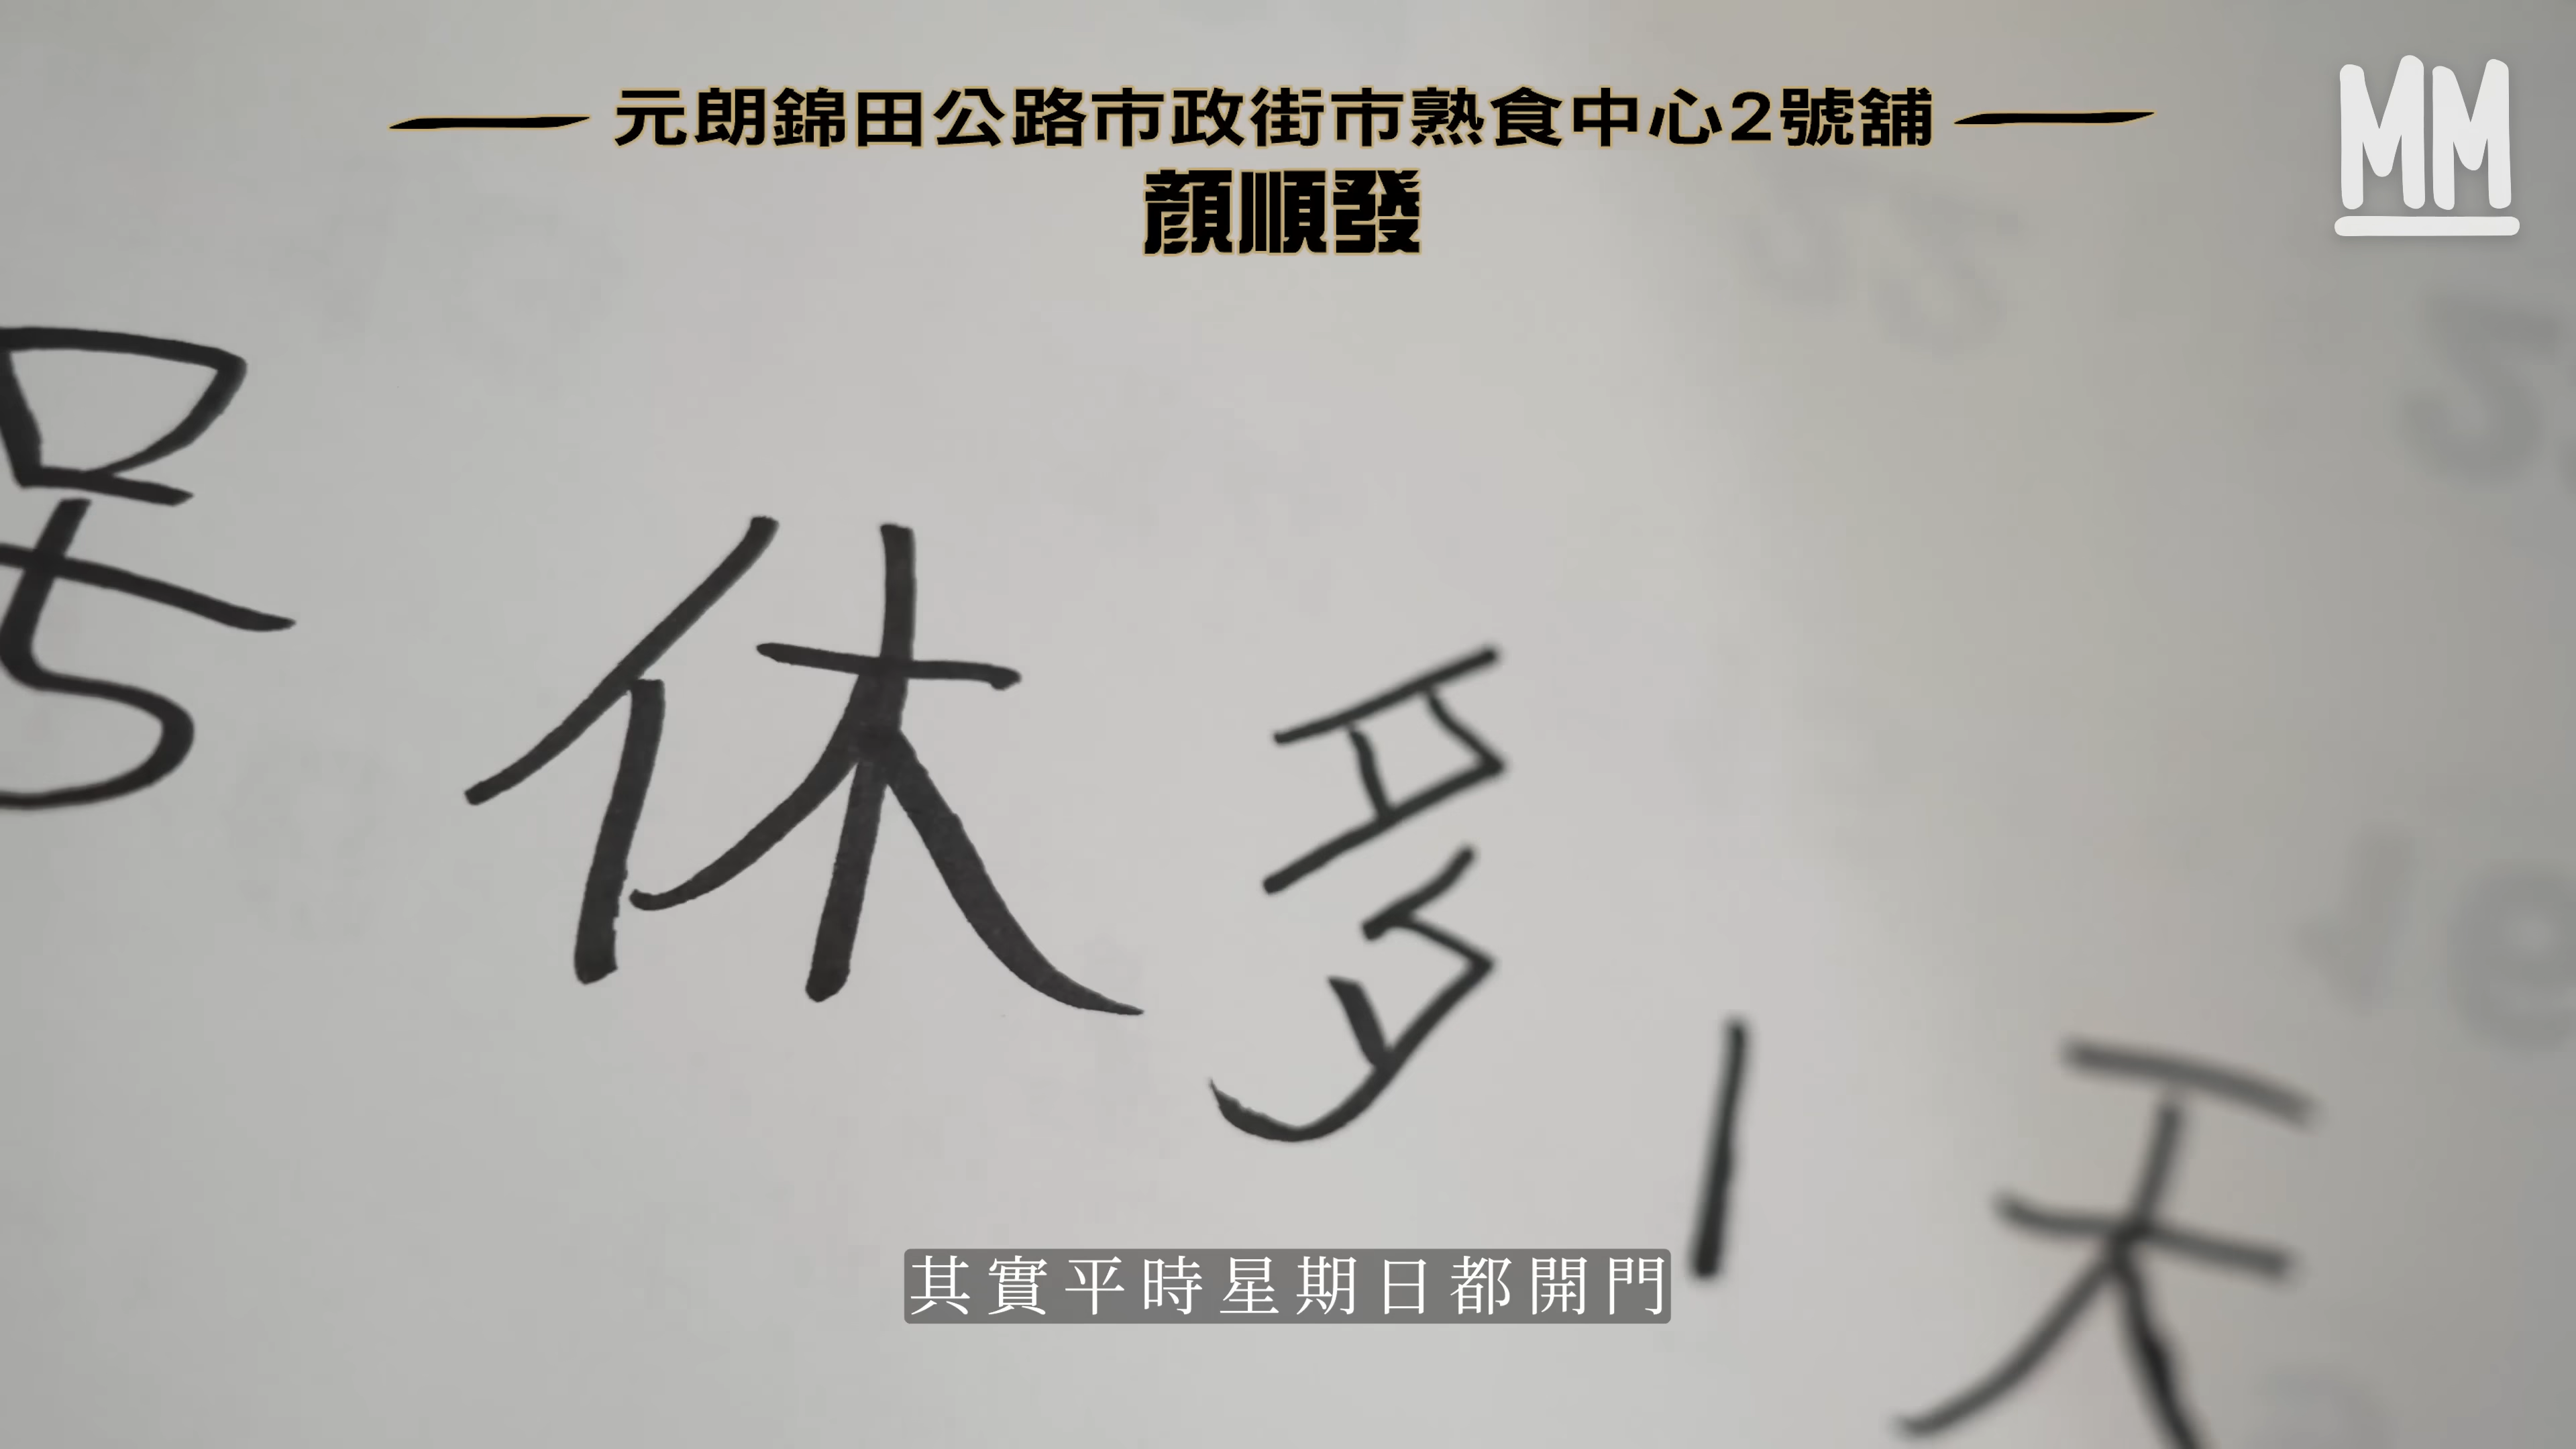 元朗錦田公路市政街市熟食中心2號舖
顏順發
MM
号 休 多 1 天
其實平時星期日都開門